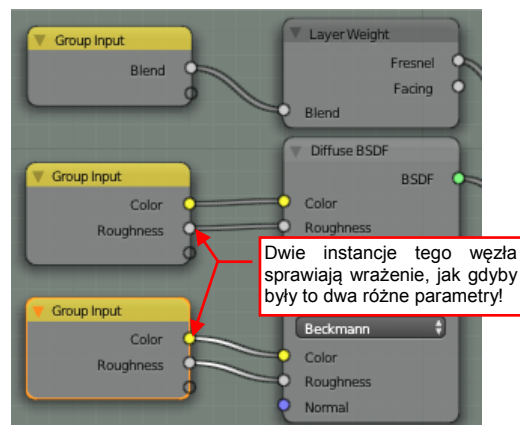 Group Input
Blend
Layer Weight
Fresnel
Facing
Blend
Group Input
Color
Roughness
Diffuse BSDF
BSDF
Color
Roughness
Dwie instancje tego węzła
sprawiają wrażenie, jak gdyby
były to dwa różne parametry!
Group Input
Color
Roughness
Beckmann
Color
Roughness
Normal